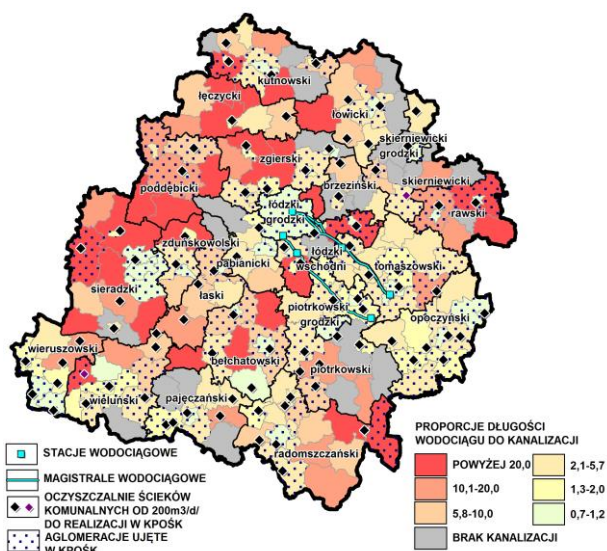 kutnowski
łęczycki
łowicki
skierniewicki
grodzki
zgierski
brzeziński
skierniewicki
poddębicki
rawski
łódzki
grodzki
zduńskowolski
łódzki
wschodni
pabianicki
tomaszowski
sieradzki
łaski
piotrkowski
grodzki
opoczyński
wieruszowski
bełchatowski
piotrkowski
wieluński
pajęczański
radomszczański
STACJE WODOCIĄGOWE
MAGISTRALE WODOCIĄGOWE
OCZYSZCZALNIE ŚCIEKÓW
KOMUNALNYCH OD 200m3/d/
DO REALIZACJI W KPOŚK
AGLOMERACJE UJĘTE
W KPOŚK
PROPORCJE DŁUGOŚCI
WODOCIĄGU DO KANALIZACJI
POWYŻEJ 20,0
2,1-5,7
10,1-20,0
1,3-2,0
5,8-10,0
0,7-1,2
BRAK KANALIZACJI